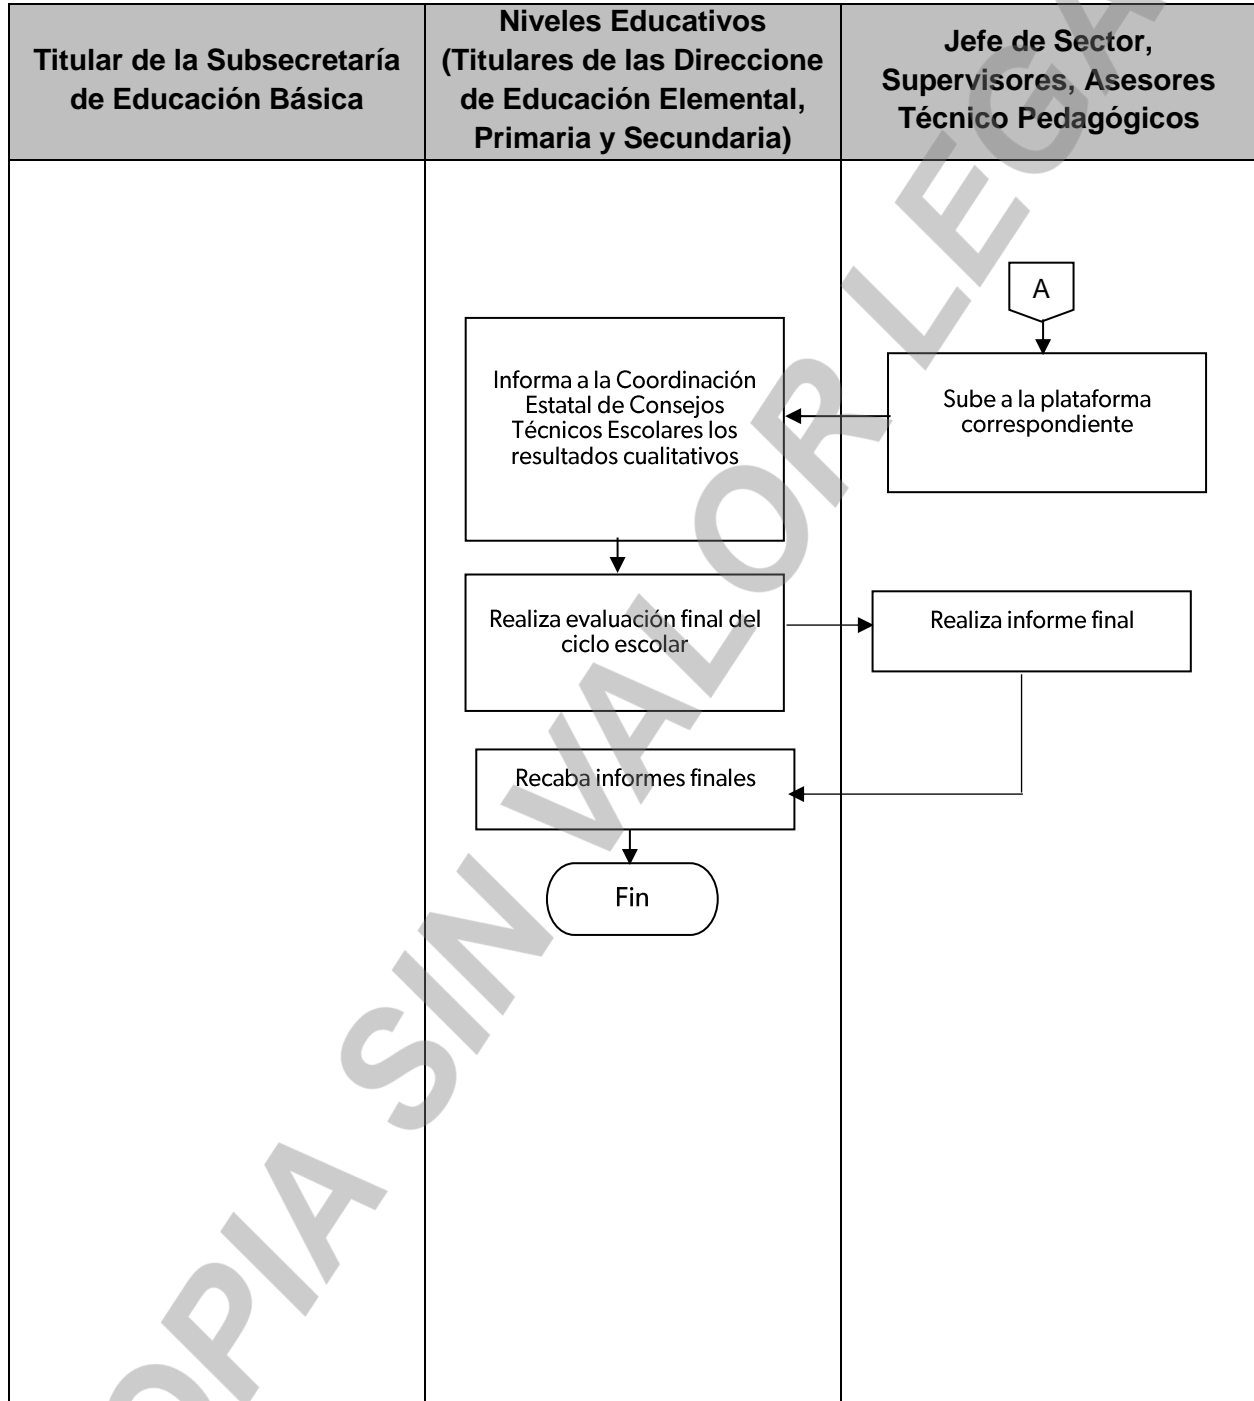 Titular de la Subsecretaría
de Educación Básica
Niveles Educativos
(Titulares de las Direccione
de Educación Elemental,
Primaria y Secundaria)
Jefe de Sector,
Supervisores, Asesores
Técnico Pedagógicos
A
Sube a la plataforma
correspondiente
Informa a la Coordinación
Estatal de Consejos
Técnicos Escolares los
resultados cualitativos
Realiza evaluación final del
ciclo escolar
Realiza informe final
Recaba informes finales
Fin
OPIA SIN VALOR LEGA